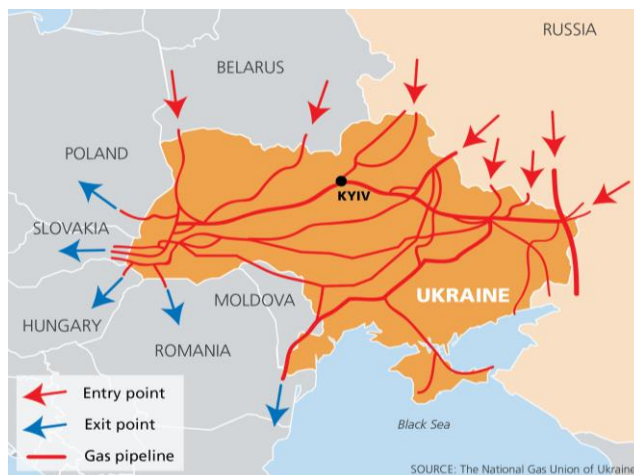 RUSSIA
BELARUS
POLAND
KYIV
SLOVAKIA
UKRAINE
MOLDOVA
HUNGARY
ROMANIA
Entry point
Exit point
Gas pipeline
Black Sea
SOURCE: The National Gas Union of Ukraine